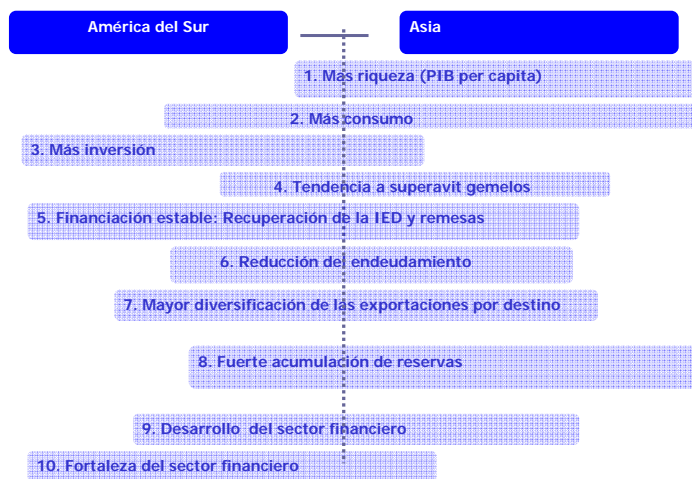 América del Sur
Asia
1. Mas riqueza (PIB per capita)
2. Más consumo
3. Más inversión
4. Tendencia a superavit gemelos
5. Financiación estable: Recuperación de la IED y remesas
6. Reducción del endeudamiento
7. Mayor diversificación de las exportaciones por destino
8. Fuerte acumulación de reservas
9. Desarrollo del sector financiero
10. Fortaleza del sector financiero